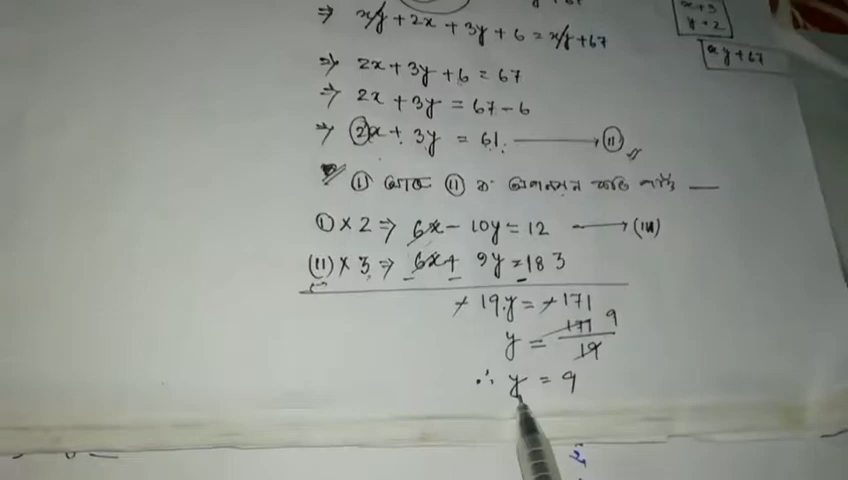 x+3
y+2
xy+67
⇒ xy+2x+3y+6=xy+67
⇒ 2x+3y+6=67
⇒ 2x+3y=67-6
⇒ 2x+3y=61. ⟶ (II)
(I) (II)
(I)×2⇒ 6x-10y=12 ⟶ (III)
(II)×3⇒ 6x+9y=183
-19y=-171
y=171/19 9
∴ y=9